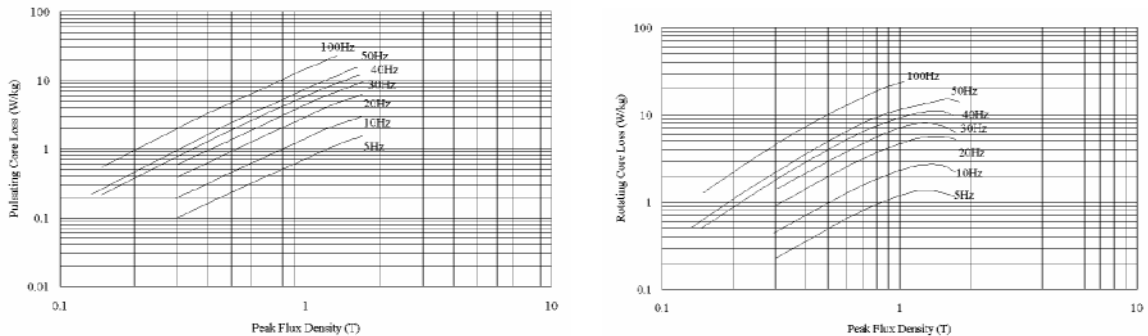 100
10
1
0.1
0.01
Pulsating Core Loss (W/kg)
100Hz
50Hz
40Hz
30Hz
20Hz
10Hz
5Hz
0.1
1
10
Peak Flux Density (T)
100
10
1
0.1
Rotating Core Loss (W/kg)
100Hz
50Hz
40Hz
30Hz
20Hz
10Hz
5Hz
0.1
1
10
Peak Flux Density (T)